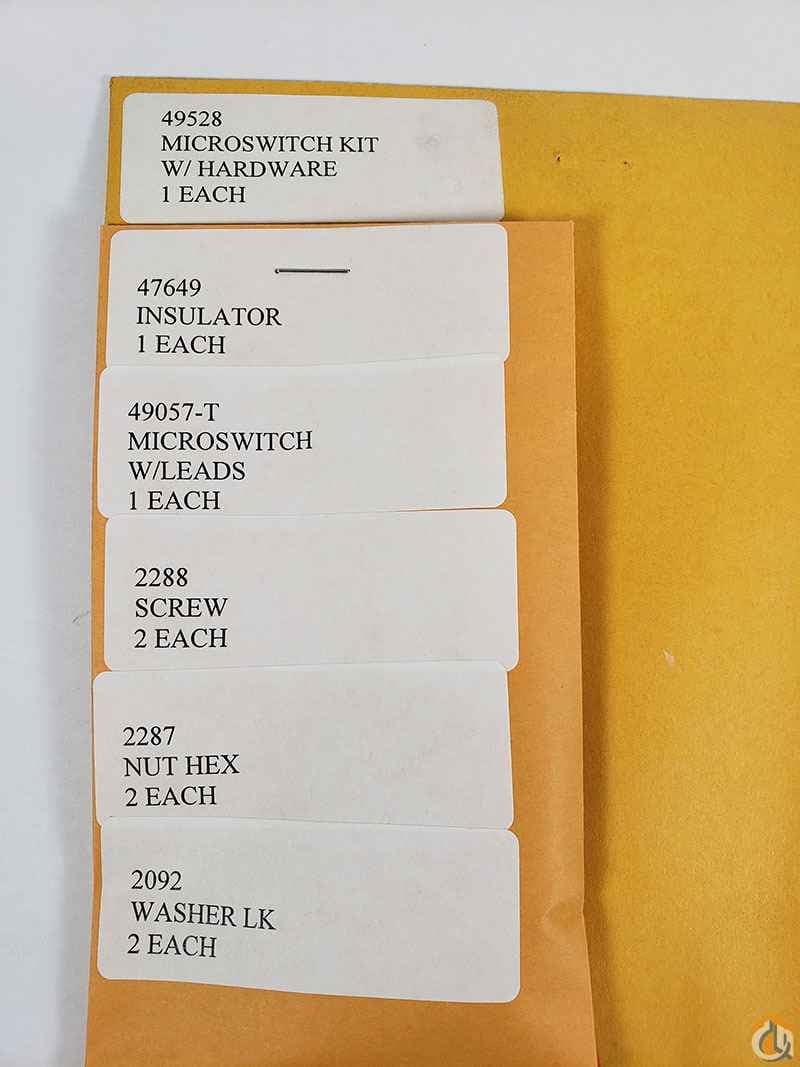 49528
MICROSWITCH KIT
W/ HARDWARE
1 EACH
47649
INSULATOR
1 EACH
49057-T
MICROSWITCH
W/LEADS
1 EACH
2288
SCREW
2 EACH
2287
NUT HEX
2 EACH
2092
WASHER LK
2 EACH